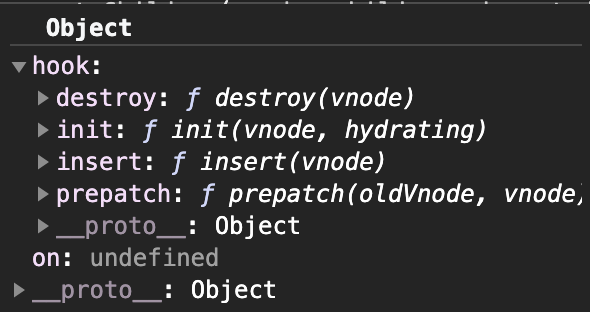 Object
hook:
destroy: ƒ destroy(vnode)
init: ƒ init(vnode, hydrating)
insert: ƒ insert(vnode)
prepatch: ƒ prepatch(oldVnode, vnode)
__proto__: Object
on: undefined
__proto__: Object